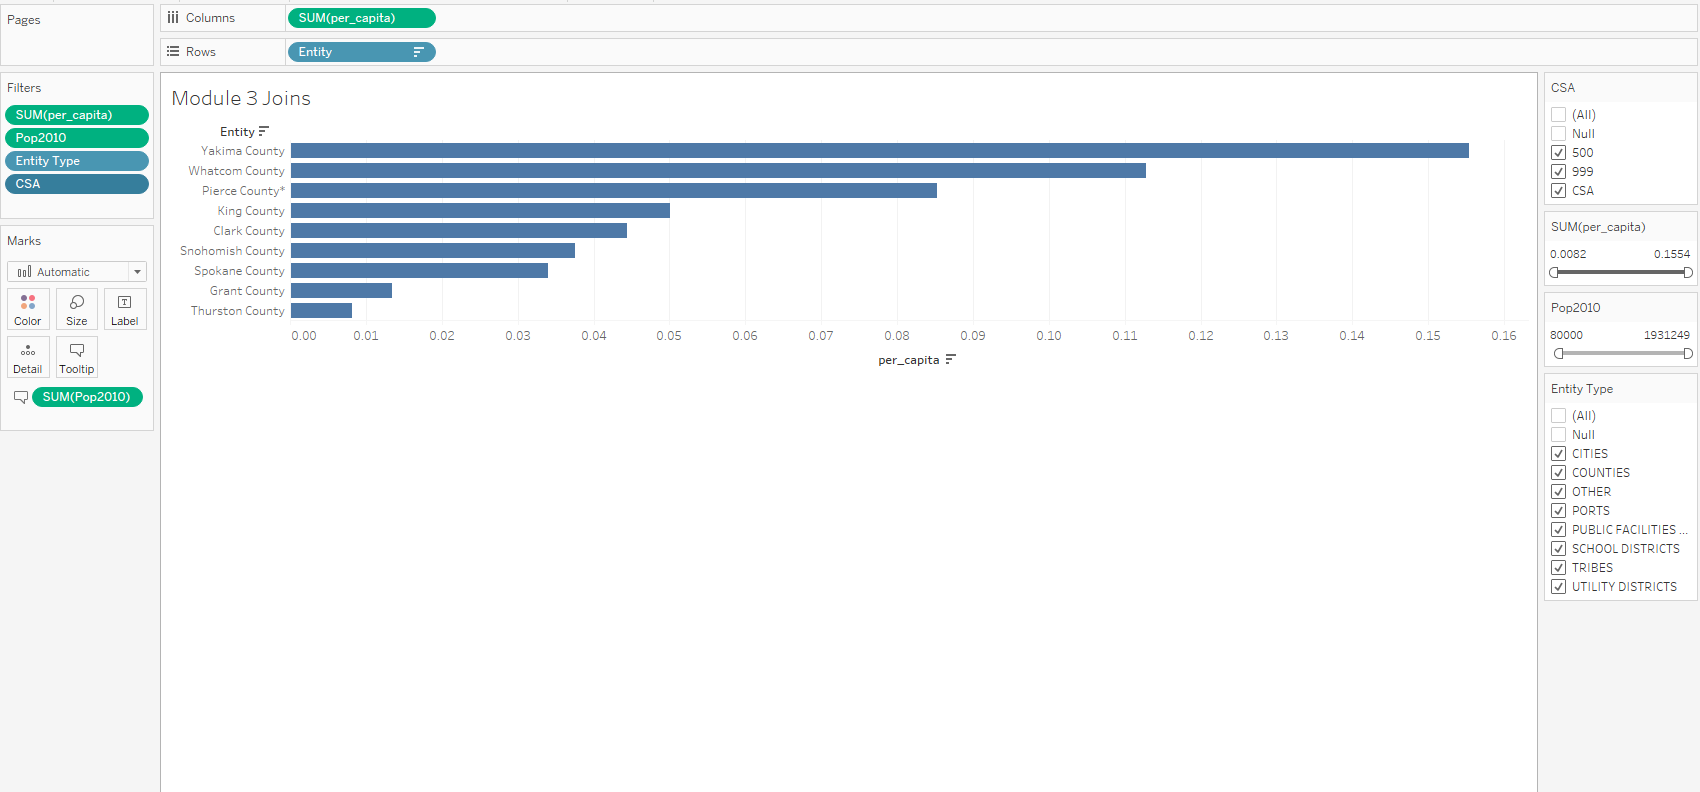 Pages
Columns
SUM(per_capita)
Rows
Entity
Filters
SUM(per_capita)
Pop2010
Entity Type
CSA
Marks
Automatic
Color
Size
Label
Detail
Tooltip
SUM(Pop2010)
Module 3 Joins
Entity
Yakima County
Whatcom County
Pierce County*
King County
Clark County
Snohomish County
Spokane County
Grant County
Thurston County
0.00 0.01 0.02 0.03 0.04 0.05 0.06 0.07 0.08 0.09 0.10 0.11 0.12 0.13 0.14 0.15 0.16
per_capita
CSA
(All)
Null
500
999
CSA
SUM(per_capita)
0.0082 0.1554
Pop2010
80000 1931249
Entity Type
(All)
Null
CITIES
COUNTIES
OTHER
PORTS
PUBLIC FACILITIES ...
SCHOOL DISTRICTS
TRIBES
UTILITY DISTRICTS